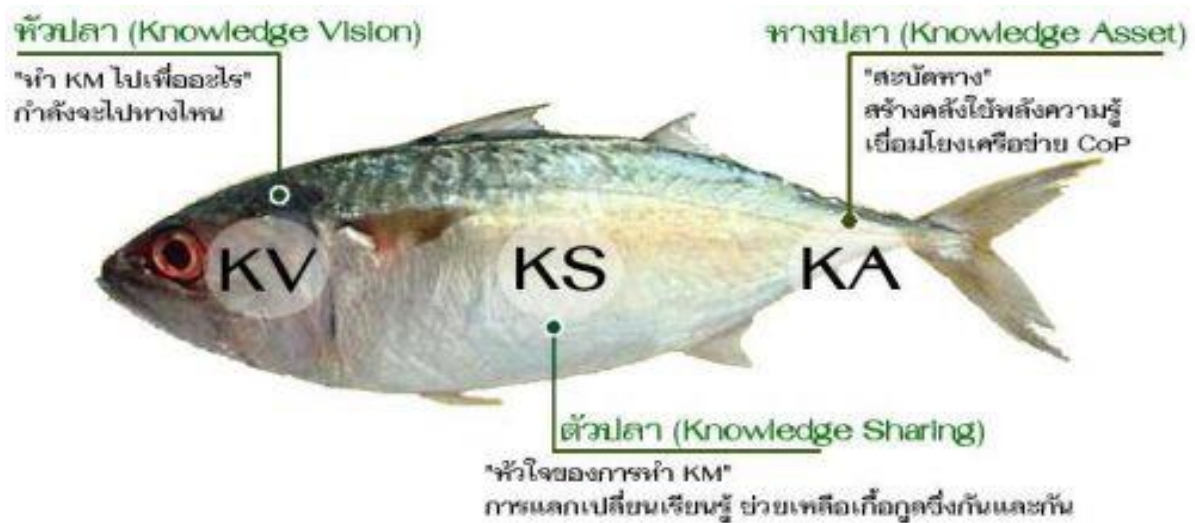 หัวปลา (Knowledge Vision)
"ทำ KM ไปเพื่ออะไร"
กำลังจะไปทางไหน
หางปลา (Knowledge Asset)
"สะบัดหาง"
สร้างคลังใช้พลังความรู้
เชื่อมโยงเครือข่าย CoP
KV
KS
KA
ตัวปลา (Knowledge Sharing)
"หัวใจของการทำ KM"
การแลกเปลี่ยนเรียนรู้ ช่วยเหลือเกื้อกูลซึ่งกันและกัน